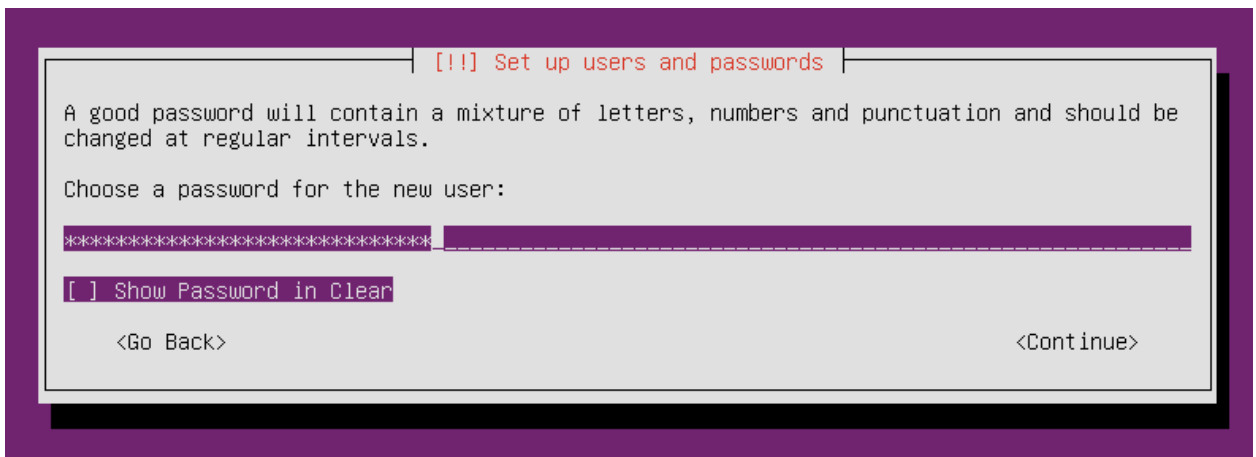 [!!] Set up users and passwords
A good password will contain a mixture of letters, numbers and punctuation and should be
changed at regular intervals.
Choose a password for the new user:
*****************************
[ ] Show Password in Clear
<Go Back> <Continue>